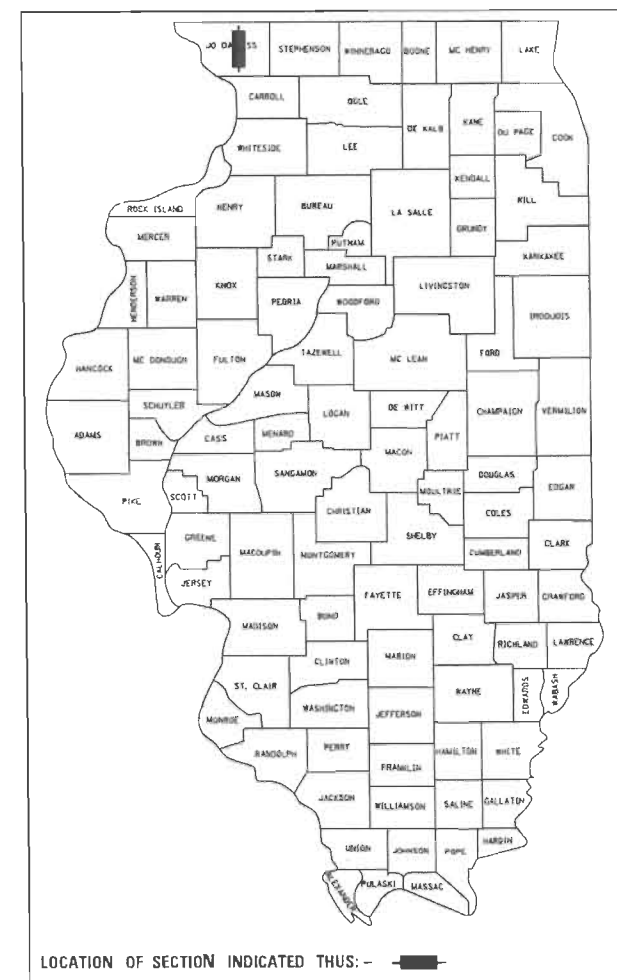 JO DAVIESS STEPHENSON WINNEBAGO BOONE MC HENRY LAKE
CARROLL OGLE
DE KALB KANE DU PAGE COOK
WHITESIDE LEE
KENDALL
ROCK ISLAND HENRY BUREAU LA SALLE GRUNDY WILL
MERCER PUTNAM
STARK MARSHALL KANKAKEE
HENDERSON WARREN KNOX PEORIA WOODFORD LIVINGSTON IROQUOIS
HANCOCK MC DONOUGH FULTON TAZEWELL MC LEAN FORD
SCHUYLER MASON LOGAN DE WITT CHAMPAIGN VERMILION
ADAMS BROWN CASS MENARD MACON PIATT
PIKE SCOTT MORGAN SANGAMON MOULTRIE DOUGLAS EDGAR
CHRISTIAN COLES
CALHOUN GREENE MACOUPIN MONTGOMERY SHELBY CUMBERLAND CLARK
JERSEY FAYETTE EFFINGHAM JASPER CRAWFORD
MADISON BOND CLAY RICHLAND LAWRENCE
CLINTON MARION
ST. CLAIR WAYNE EDWARDS WABASH
MONROE WASHINGTON JEFFERSON
RANDOLPH PERRY HAMILTON WHITE
FRANKLIN
JACKSON WILLIAMSON SALINE GALLATIN
UNION JOHNSON POPE HARDIN
ALEXANDER PULASKI MASSAC
LOCATION OF SECTION INDICATED THUS: -